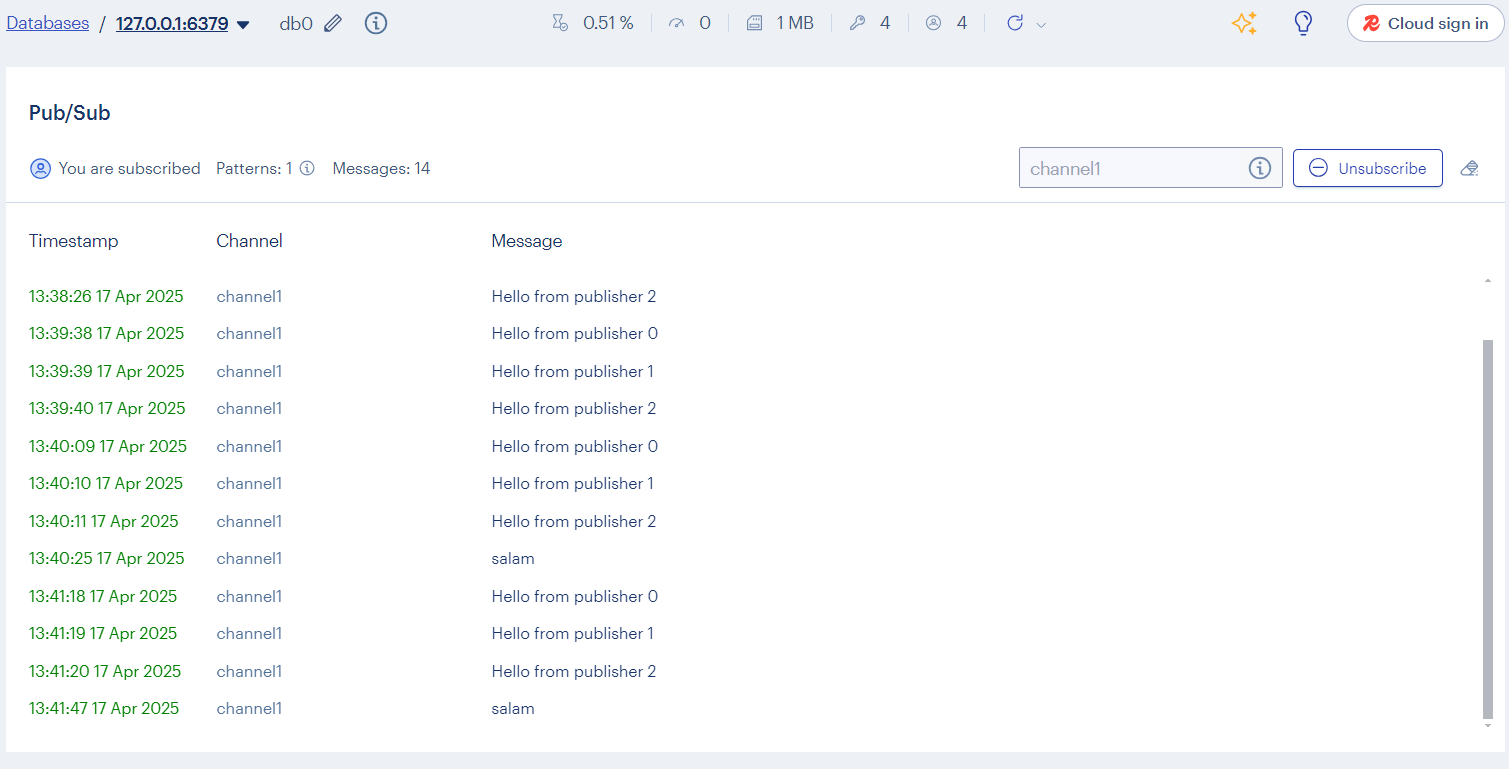 Databases / 127.0.0.1:6379 db0 0.51 % 0 1 MB 4 4 Cloud sign in
Pub/Sub
You are subscribed Patterns: 1 Messages: 14 channel1 Unsubscribe
Timestamp Channel Message
13:38:26 17 Apr 2025 channel1 Hello from publisher 2
13:39:38 17 Apr 2025 channel1 Hello from publisher 0
13:39:39 17 Apr 2025 channel1 Hello from publisher 1
13:39:40 17 Apr 2025 channel1 Hello from publisher 2
13:40:09 17 Apr 2025 channel1 Hello from publisher 0
13:40:10 17 Apr 2025 channel1 Hello from publisher 1
13:40:11 17 Apr 2025 channel1 Hello from publisher 2
13:40:25 17 Apr 2025 channel1 salam
13:41:18 17 Apr 2025 channel1 Hello from publisher 0
13:41:19 17 Apr 2025 channel1 Hello from publisher 1
13:41:20 17 Apr 2025 channel1 Hello from publisher 2
13:41:47 17 Apr 2025 channel1 salam